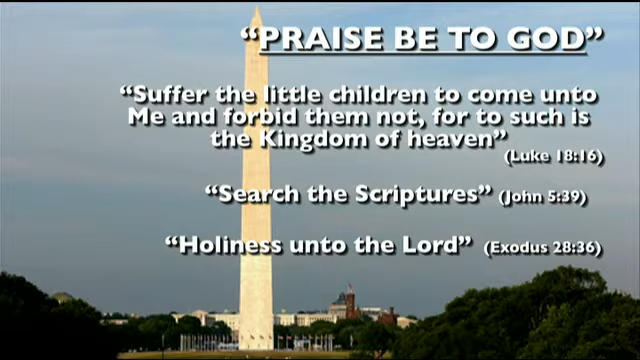 “PRAISE BE TO GOD”
“Suffer the little children to come unto
Me and forbid them not, for to such is
the Kingdom of heaven”
(Luke 18:16)
“Search the Scriptures” (John 5:39)
“Holiness unto the Lord” (Exodus 28:36)